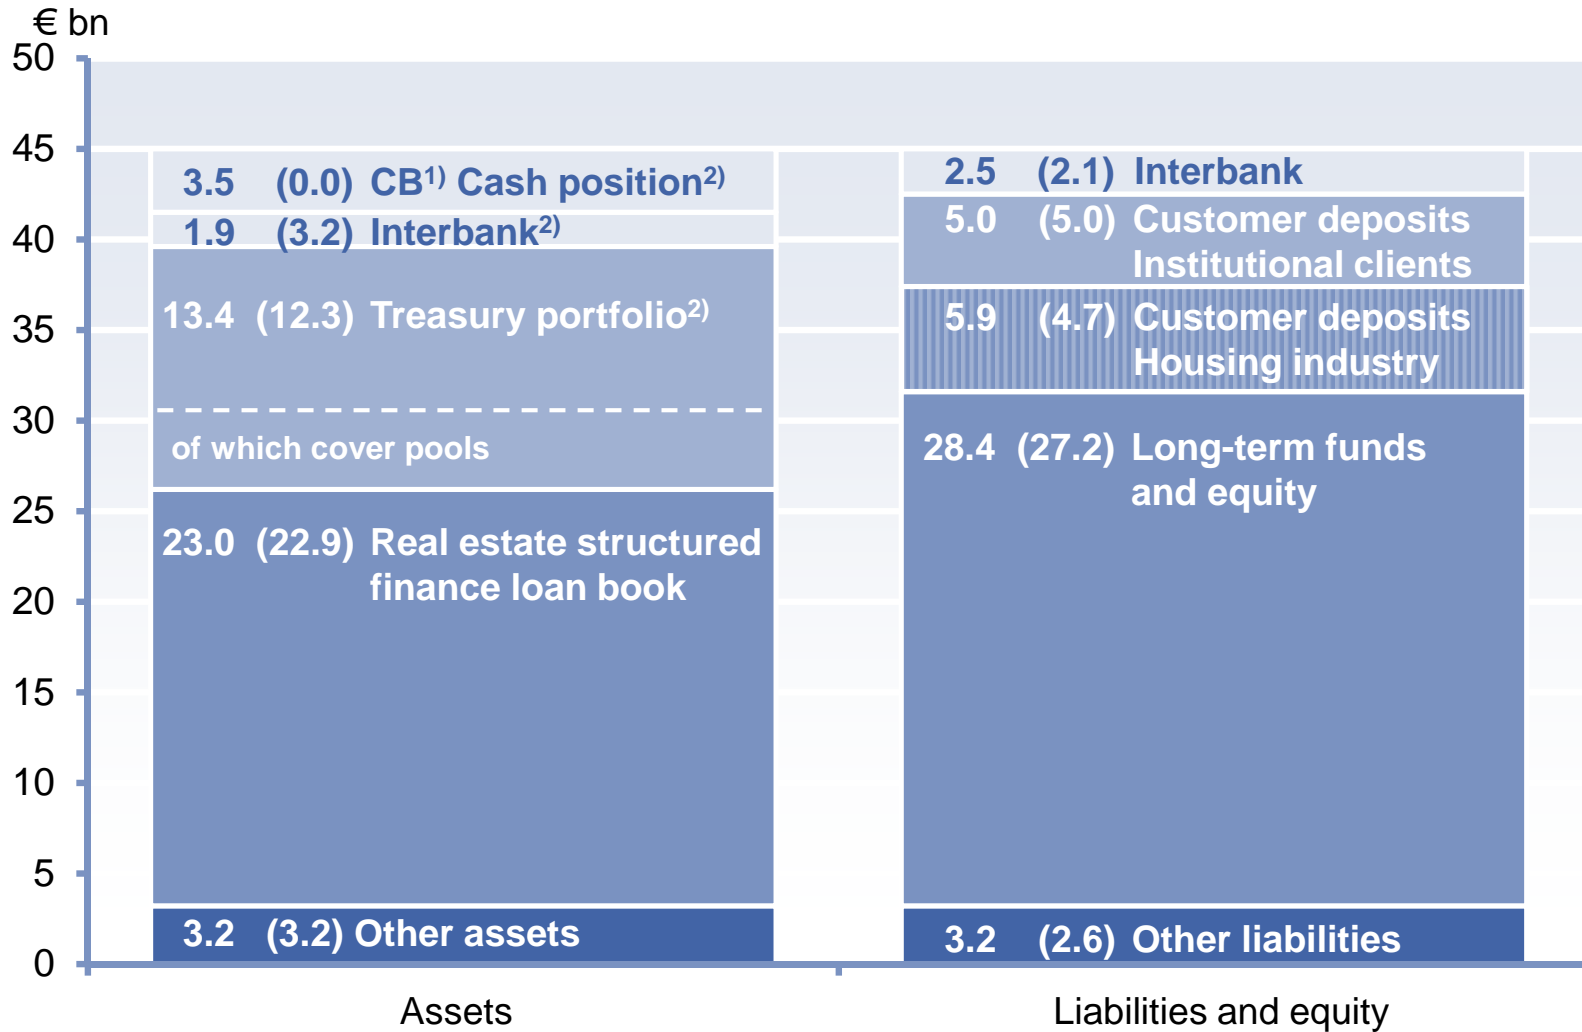 € bn
50
45
40
35
30
25
20
15
10
5
0
3.5 (0.0) CB1) Cash position2)
1.9 (3.2) Interbank2)
13.4 (12.3) Treasury portfolio2)
of which cover pools
23.0 (22.9) Real estate structured
finance loan book
3.2 (3.2) Other assets
2.5 (2.1) Interbank
5.0 (5.0) Customer deposits
Institutional clients
5.9 (4.7) Customer deposits
Housing industry
28.4 (27.2) Long-term funds
and equity
3.2 (2.6) Other liabilities
Assets
Liabilities and equity